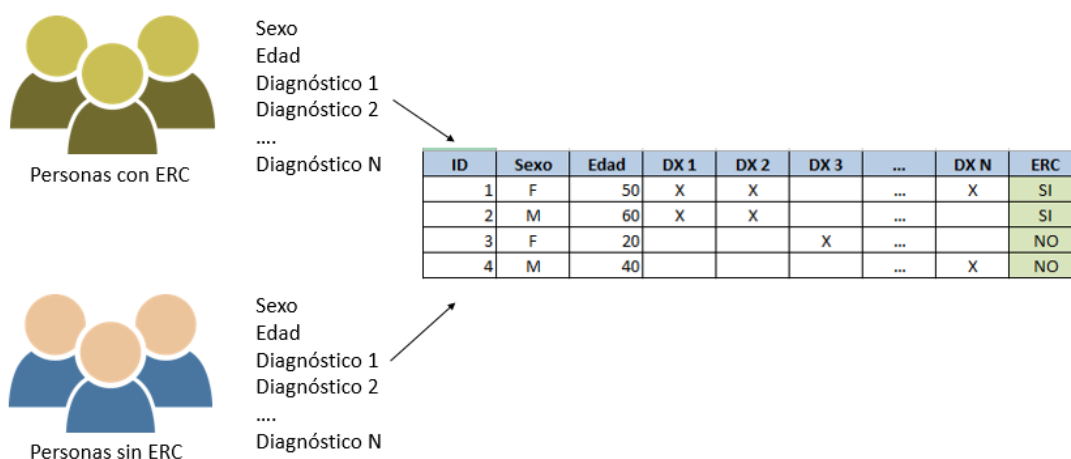 Sexo
Edad
Diagnóstico 1
Diagnóstico 2
....
Diagnóstico N
Personas con ERC
ID Sexo Edad DX 1 DX 2 DX 3 ... DX N ERC
1 F 50 X X ... X SI
2 M 60 X X ... SI
3 F 20 X ... NO
4 M 40 ... X NO
Sexo
Edad
Diagnóstico 1
Diagnóstico 2
....
Diagnóstico N
Personas sin ERC